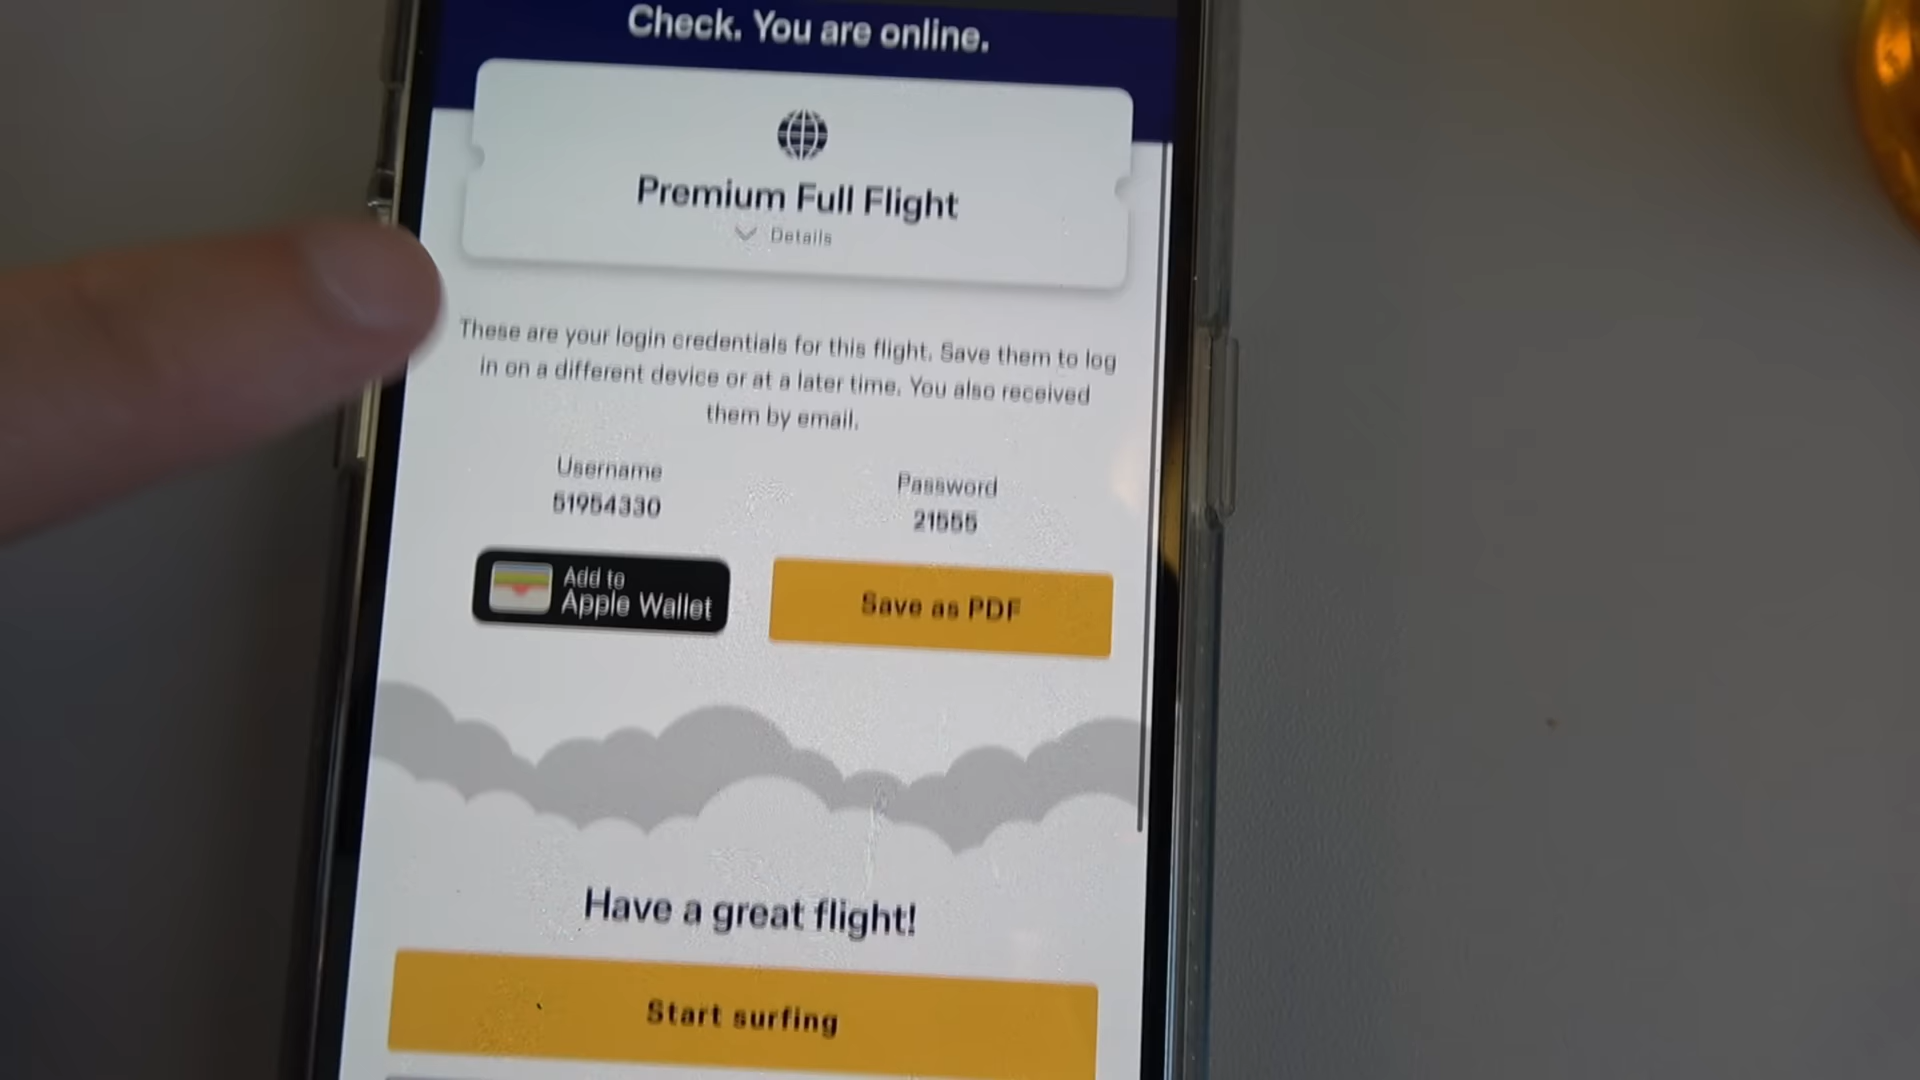 Check. You are online.
Premium Full Flight
Details
These are your login credentials for this flight. Save them to log
in on a different device or at a later time. You also received
them by email.
Username
51954330
Password
21555
Add to
Apple Wallet
Save as PDF
Have a great flight!
Start surfing